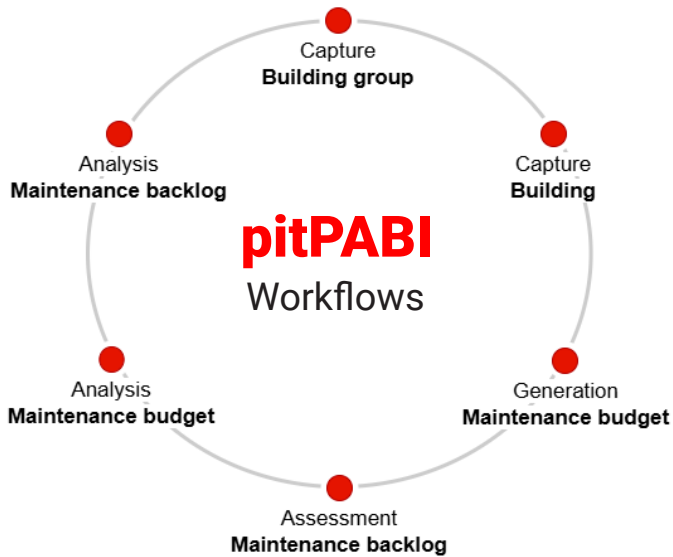 Capture
Building group
Capture
Building
Generation
Maintenance budget
Assessment
Maintenance backlog
Analysis
Maintenance budget
Analysis
Maintenance backlog
pitPABI
Workflows